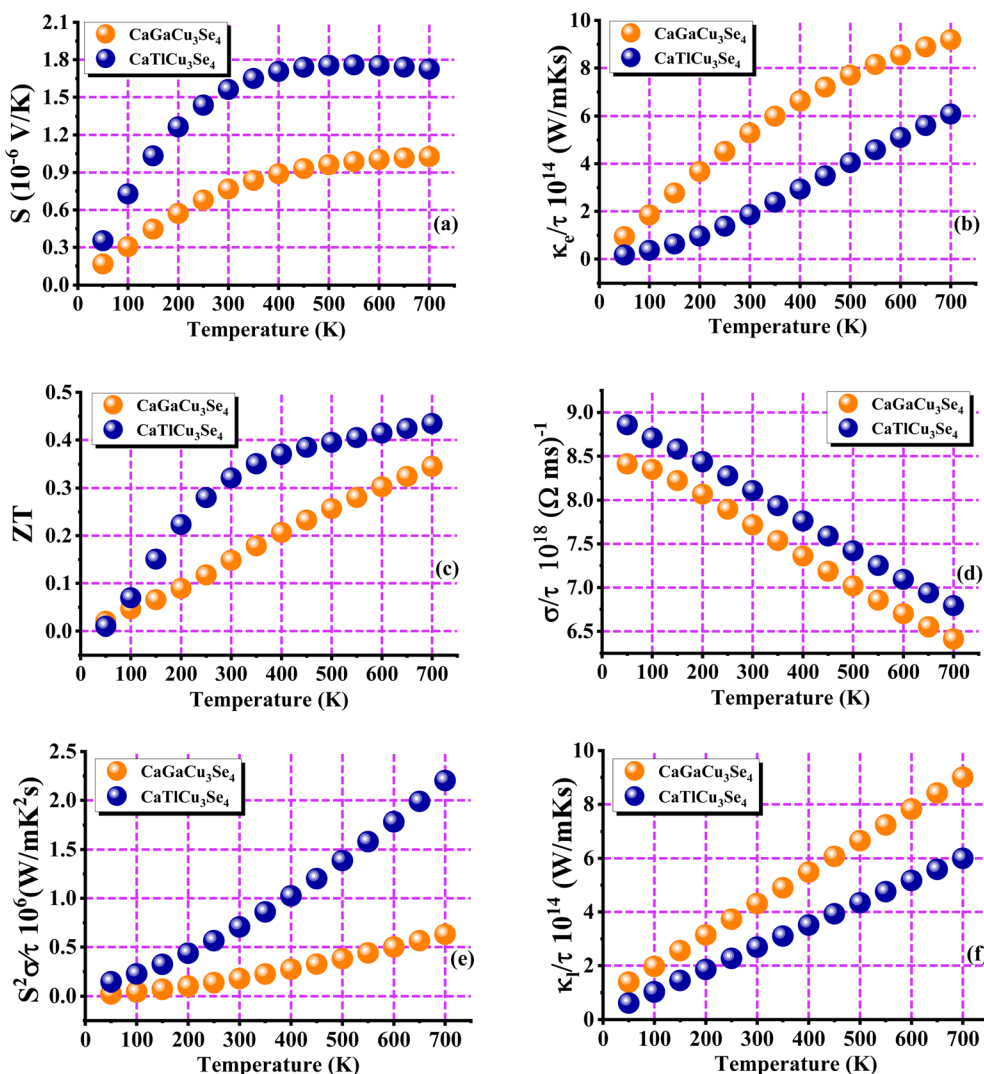 2.1
1.8
1.5
1.2
0.9
0.6
0.3
0.0
S (10⁻⁶ V/K)
CaGaCu₃Se₄
CaTlCu₃Se₄
(a)
0 100 200 300 400 500 600 700
Temperature (K)
10
8
6
4
2
0
κₑ/τ 10¹⁴ (W/mKs)
CaGaCu₃Se₄
CaTlCu₃Se₄
(b)
0 100 200 300 400 500 600 700
Temperature (K)
0.5
0.4
0.3
0.2
0.1
0.0
ZT
CaGaCu₃Se₄
CaTlCu₃Se₄
(c)
0 100 200 300 400 500 600 700
Temperature (K)
9.0
8.5
8.0
7.5
7.0
6.5
σ/τ 10¹⁸ (Ω ms)⁻¹
CaGaCu₃Se₄
CaTlCu₃Se₄
(d)
0 100 200 300 400 500 600 700
Temperature (K)
2.5
2.0
1.5
1.0
0.5
0.0
S²σ/τ 10⁶(W/mK²s)
CaGaCu₃Se₄
CaTlCu₃Se₄
(e)
0 100 200 300 400 500 600 700
Temperature (K)
10
8
6
4
2
0
κₗ/τ 10¹⁴ (W/mKs)
CaGaCu₃Se₄
CaTlCu₃Se₄
(f)
0 100 200 300 400 500 600 700
Temperature (K)